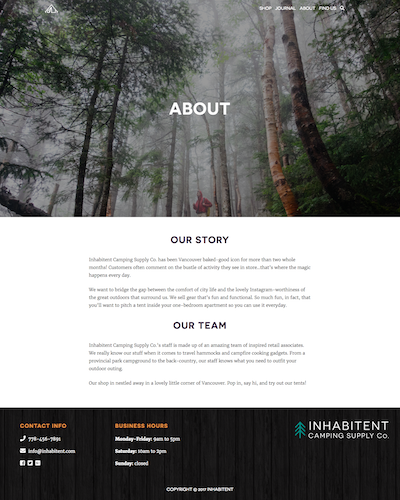 SHOP JOURNAL ABOUT FIND US
ABOUT
OUR STORY
Inhabitent Camping Supply Co. has been Vancouver baked-good icon for more than two whole
months! Customers often comment on the bustle of activity they see in store.. that's where the magic
happens every day.
We want to bridge the gap between the comfort of city life and the lovely Instagram-worthiness of
the great outdoors that surround us. We sell gear that's fun and functional. So much fun, in fact, that
you'll want to pitch a tent inside your one-bedroom apartment so you can use it everyday.
OUR TEAM
Inhabitent Camping Supply Co.'s staff is made up of an amazing team of inspired retail associates.
We really know our stuff when it comes to travel hammocks and campfire cooking gadgets. From a
provincial park campground to the back-country, our staff knows what you need to outfit your
outdoor outing.
Our shop in nestled away in a lovely little corner of Vancouver. Pop in, say hi, and try out our tents!
CONTACT INFO
778-456-7891
info@inhabitent.com
BUSINESS HOURS
Monday-Friday: 9am to 5pm
Saturday: 10am to 2pm
Sunday: closed
INHABITENT
CAMPING SUPPLY Co.
COPYRIGHT © 2017 INHABITENT